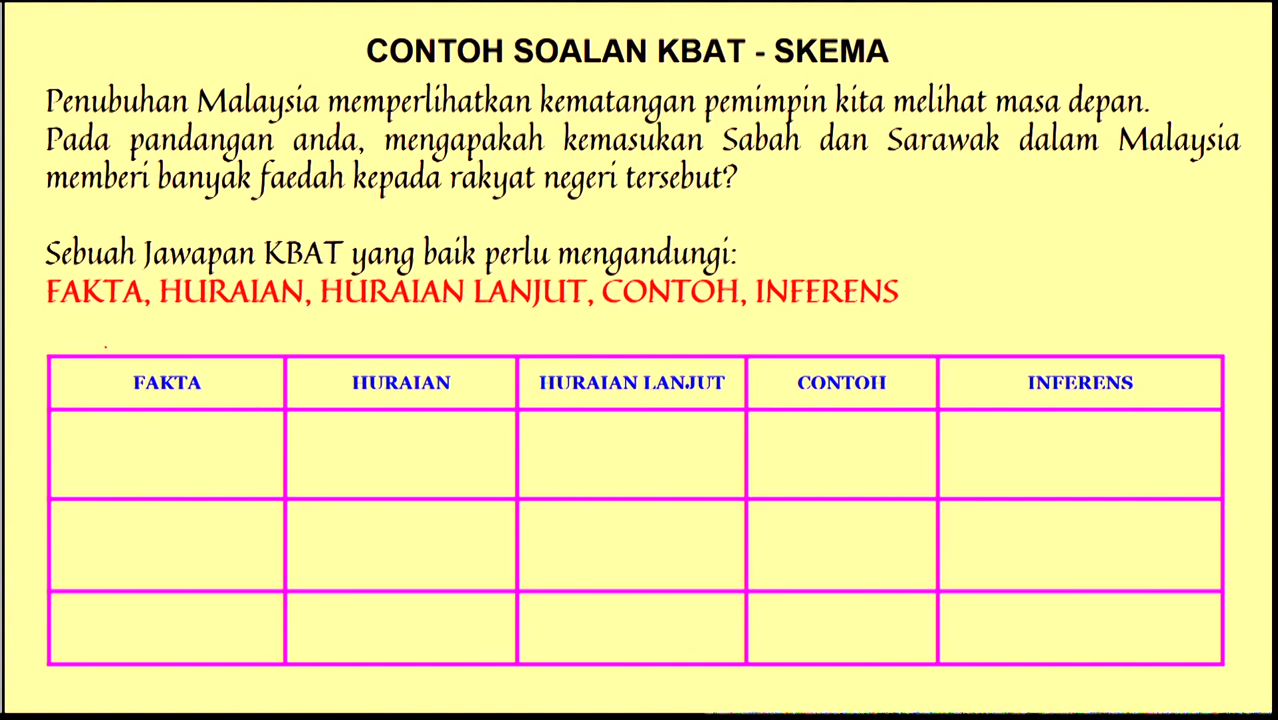 CONTOH SOALAN KBAT - SKEMA
Penubuhan Malaysia memperlihatkan kematangan pemimpin kita melihat masa depan.
Pada pandangan anda, mengapakah kemasukan Sabah dan Sarawak dalam Malaysia
memberi banyak faedah kepada rakyat negeri tersebut?
Sebuah Jawapan KBAT yang baik perlu mengandungi:
FAKTA, HURAIAN, HURAIAN LANJUT, CONTOH, INFERENS
FAKTA HURAIAN HURAIAN LANJUT CONTOH INFERENS